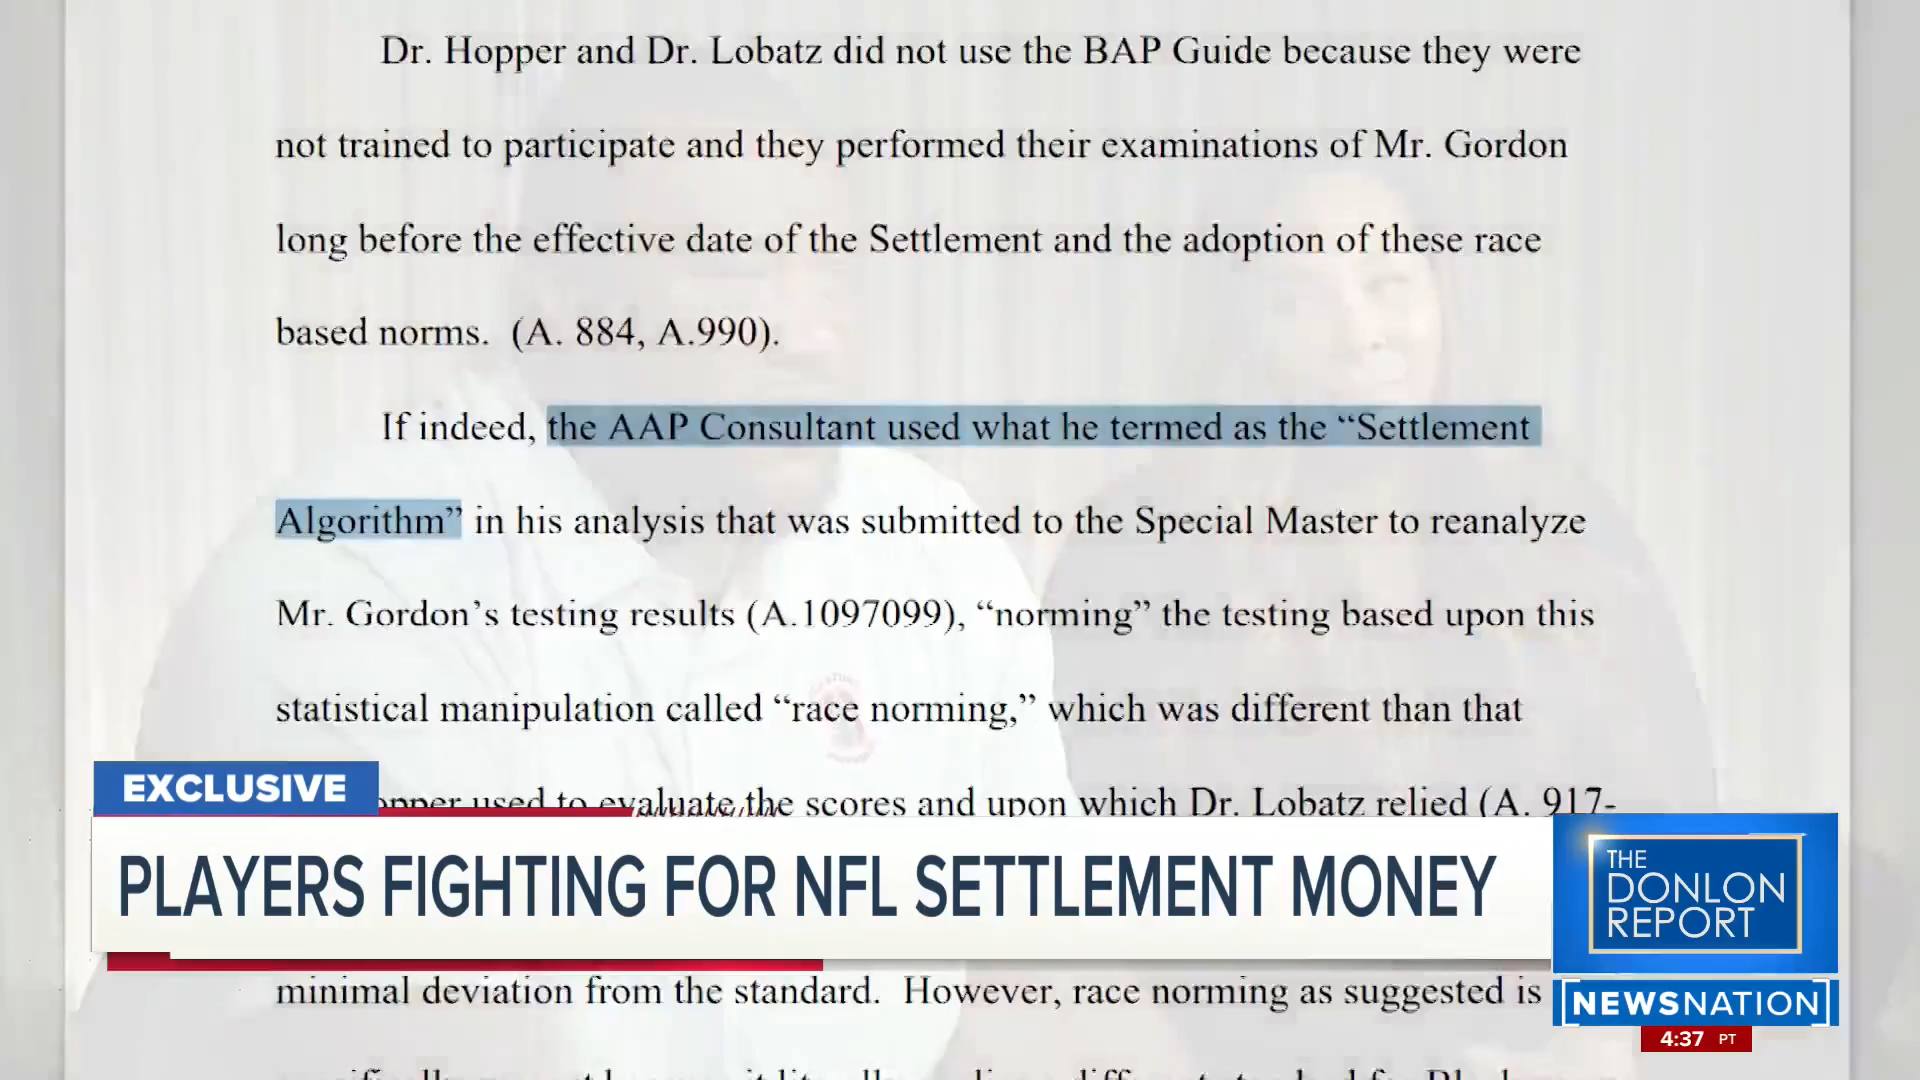 Dr. Hopper and Dr. Lobatz did not use the BAP Guide because they were
not trained to participate and they performed their examinations of Mr. Gordon
long before the effective date of the Settlement and the adoption of these race
based norms. (A. 884, A.990).
If indeed, the AAP Consultant used what he termed as the “Settlement
Algorithm” in his analysis that was submitted to the Special Master to reanalyze
Mr. Gordon’s testing results (A.1097099), “norming” the testing based upon this
statistical manipulation called “race norming,” which was different than that
used to evaluate the scores and upon which Dr. Lobatz relied (A. 917-
EXCLUSIVE
PLAYERS FIGHTING FOR NFL SETTLEMENT MONEY
THE
DONLON
REPORT
minimal deviation from the standard. However, race norming as suggested is
NEWSNATION
4:37 PT